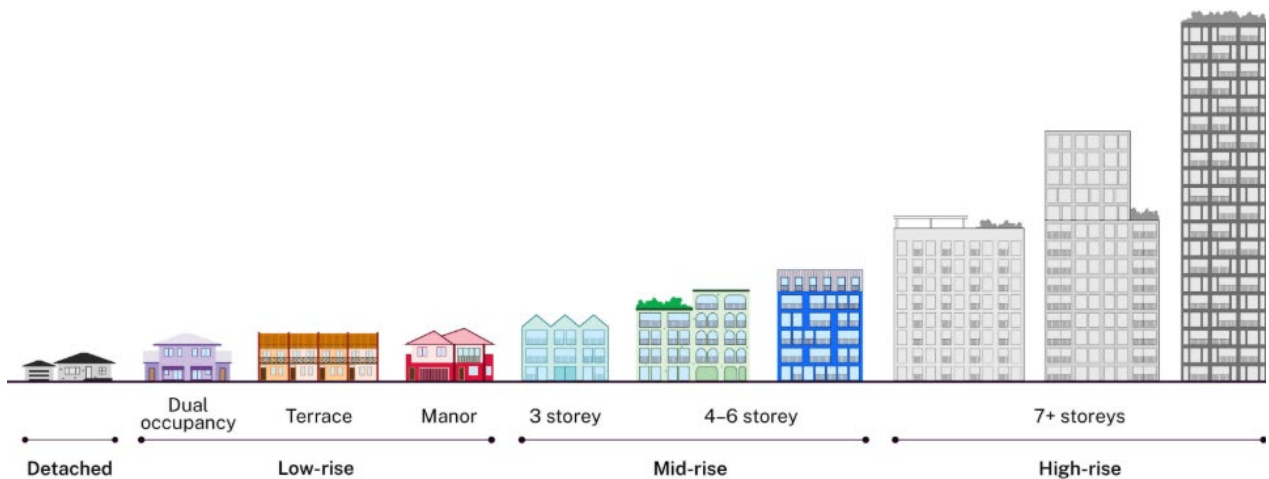 Dual
occupancy
Terrace
Manor
3 storey
4–6 storey
7+ storeys
Detached
Low-rise
Mid-rise
High-rise